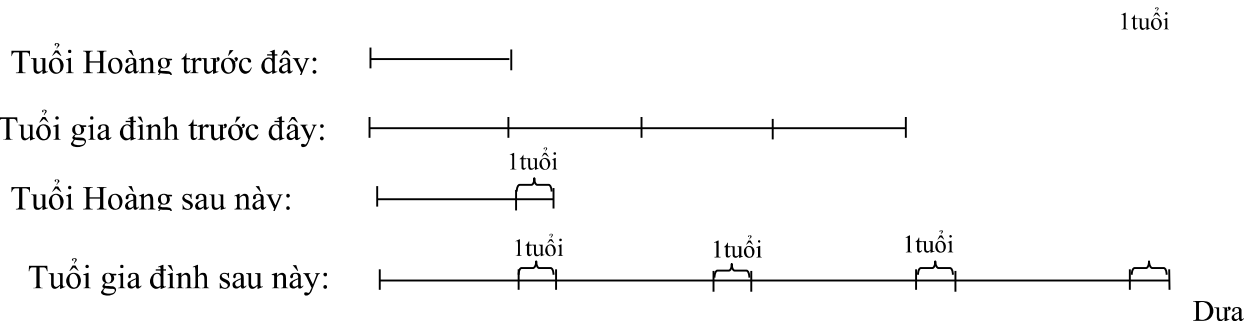 1tuổi
Tuổi Hoàng trước đây:
Tuổi gia đình trước đây:
1tuổi
Tuổi Hoàng sau này:
1tuổi 1tuổi 1tuổi
Tuổi gia đình sau này:
Dưa